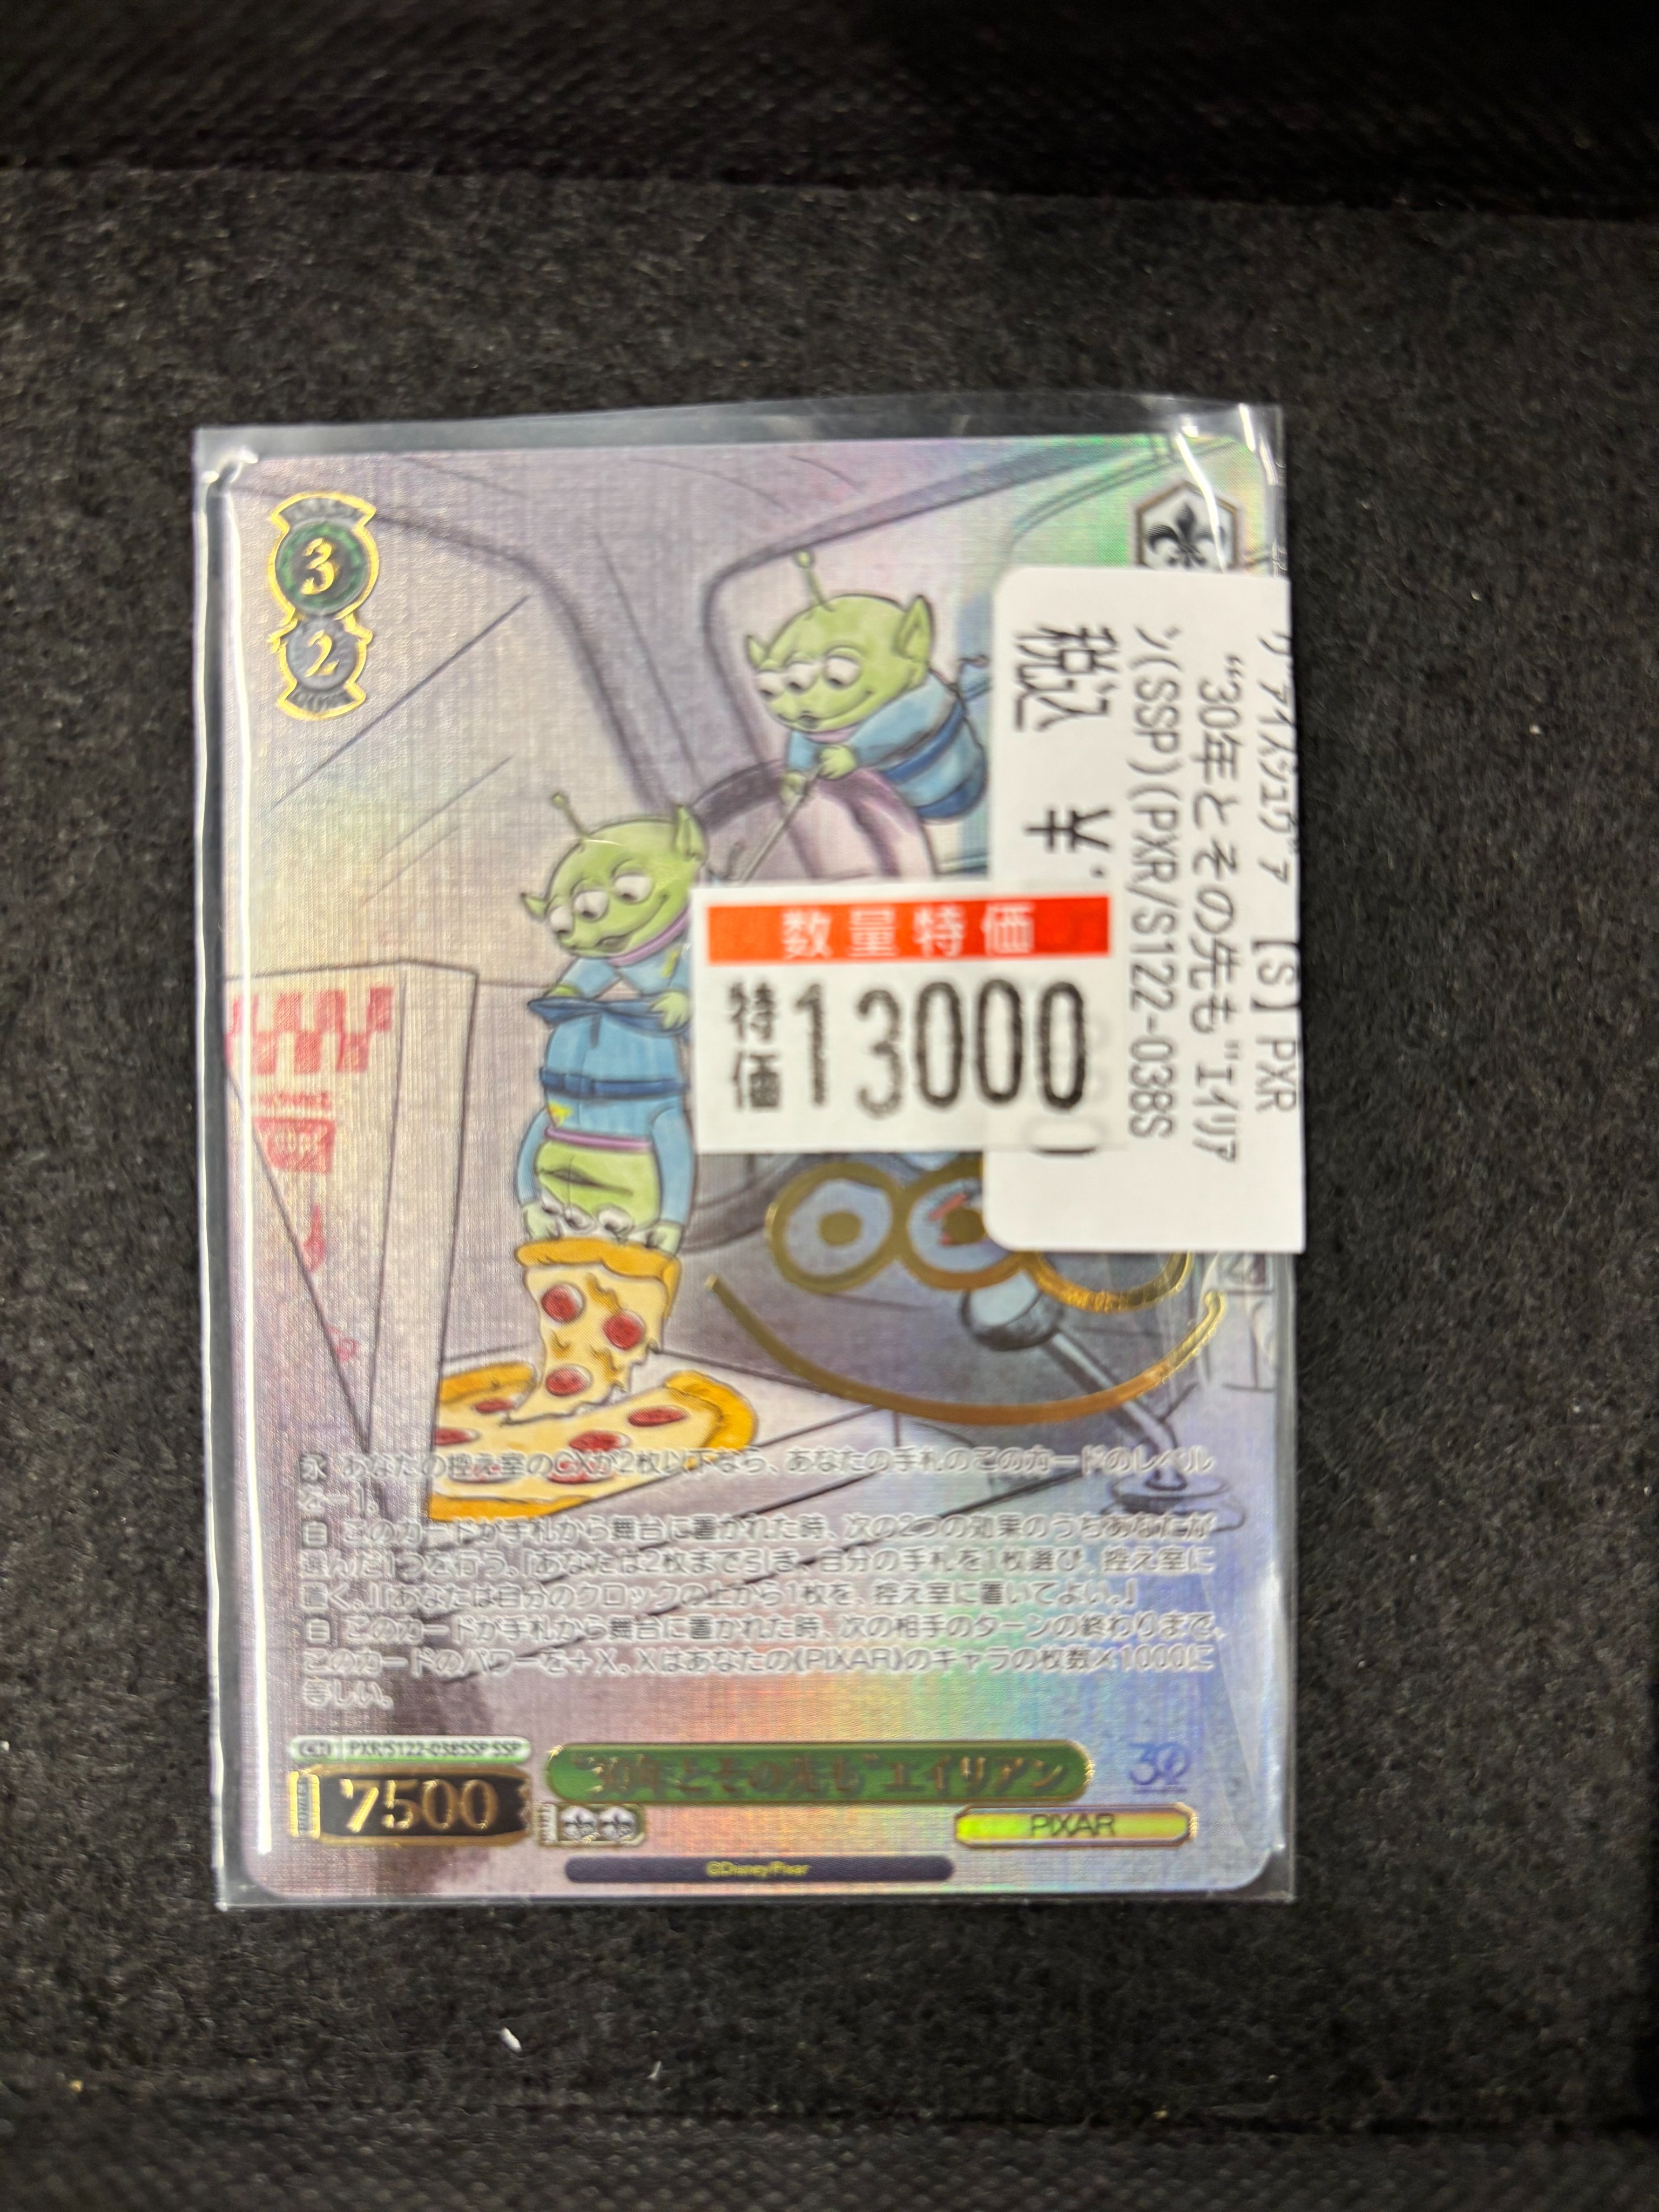 3
2
ヴァイスシュヴァ 【S】PXR
“30年とその先も”エイリア
ン(SSP)(PXR/S122-038S
税込 ¥
数量特価
特価 13000
永 あなたの控え室のCXが2枚以下なら、あなたの手札のこのカードのレベル
を－1。
自 このカードが手札から舞台に置かれた時、次の2つの効果のうちあなたが
選んだ1つを行う。「あなたは2枚まで引き、自分の手札を1枚選び、控え室に
置く。」「あなたは自分のクロックの上から1枚を、控え室に置いてよい。」
自 このカードが手札から舞台に置かれた時、次の相手のターンの終わりまで、
このカードのパワーを＋X。Xはあなたの《PIXAR》のキャラの枚数×1000に
等しい。
PXR/S122-038SSP SSP
7500
“30年とその先も”エイリアン
30
PIXAR
©Disney/Pixar